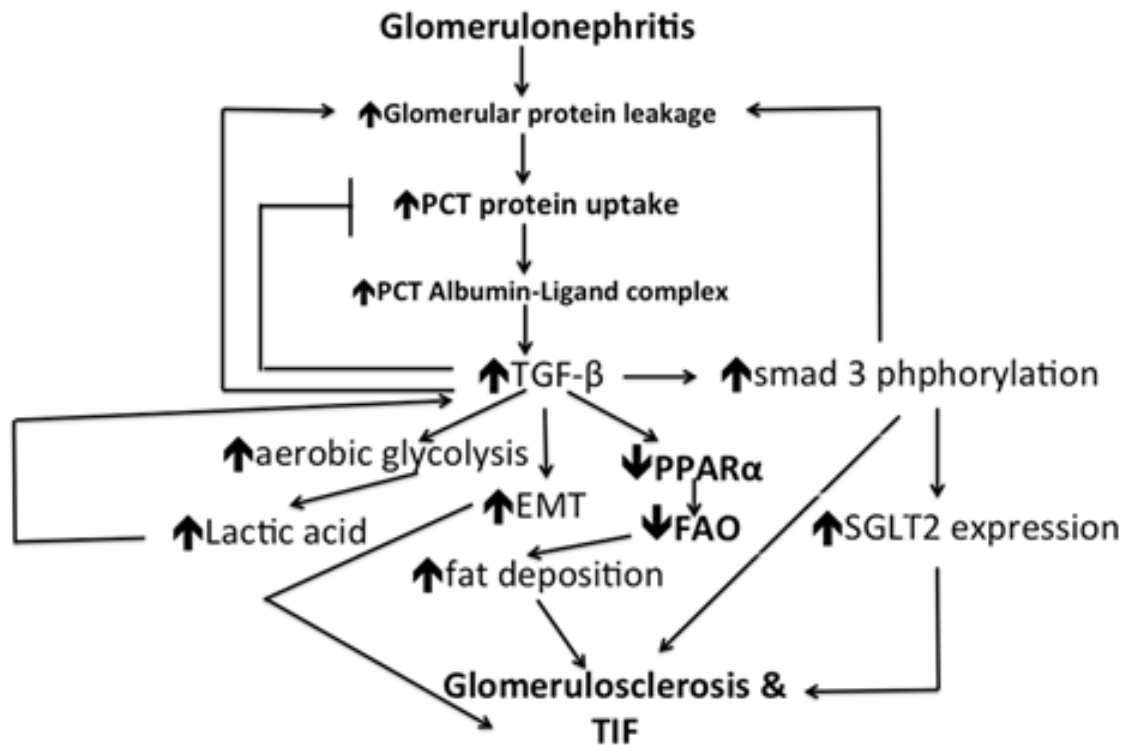 Glomerulonephritis
Glomerular protein leakage
PCT protein uptake
PCT Albumin-Ligand complex
TGF-β
smad 3 phphorylation
aerobic glycolysis
PPARα
EMT
Lactic acid
FAO
SGLT2 expression
fat deposition
Glomerulosclerosis &
TIF